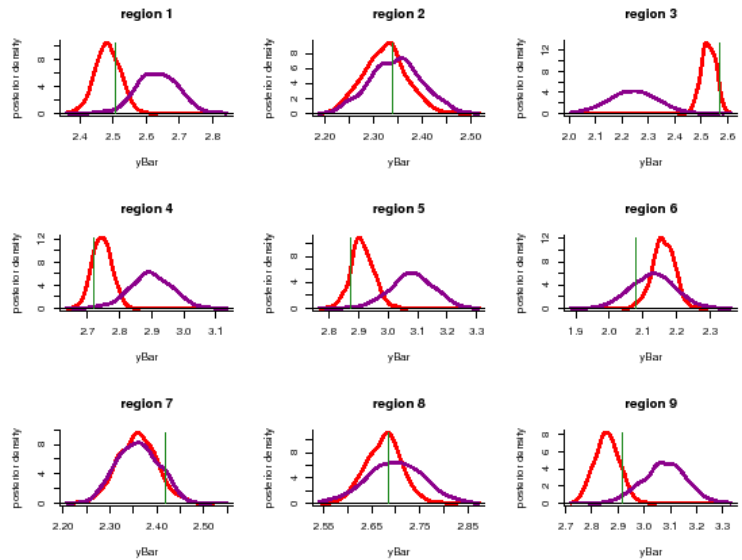 region 1
region 2
region 3
posterior density
0
4
8
2.4
2.5
2.6
2.7
2.8
yBar
posterior density
0
2
4
8
2.20
2.30
2.40
2.50
yBar
posterior density
0
4
8
12
2.0
2.1
2.2
2.3
2.4
2.5
2.6
yBar
region 4
region 5
region 6
posterior density
0
4
8
12
2.7
2.8
2.9
3.0
3.1
yBar
posterior density
0
4
8
2.8
2.9
3.0
3.1
3.2
3.3
yBar
posterior density
0
4
8
12
1.9
2.0
2.1
2.2
2.3
yBar
region 7
region 8
region 9
posterior density
0
4
8
2.20
2.30
2.40
2.50
yBar
posterior density
0
4
8
2.55
2.65
2.75
2.85
yBar
posterior density
0
2
4
6
8
2.7
2.8
2.9
3.0
3.1
3.2
3.3
yBar